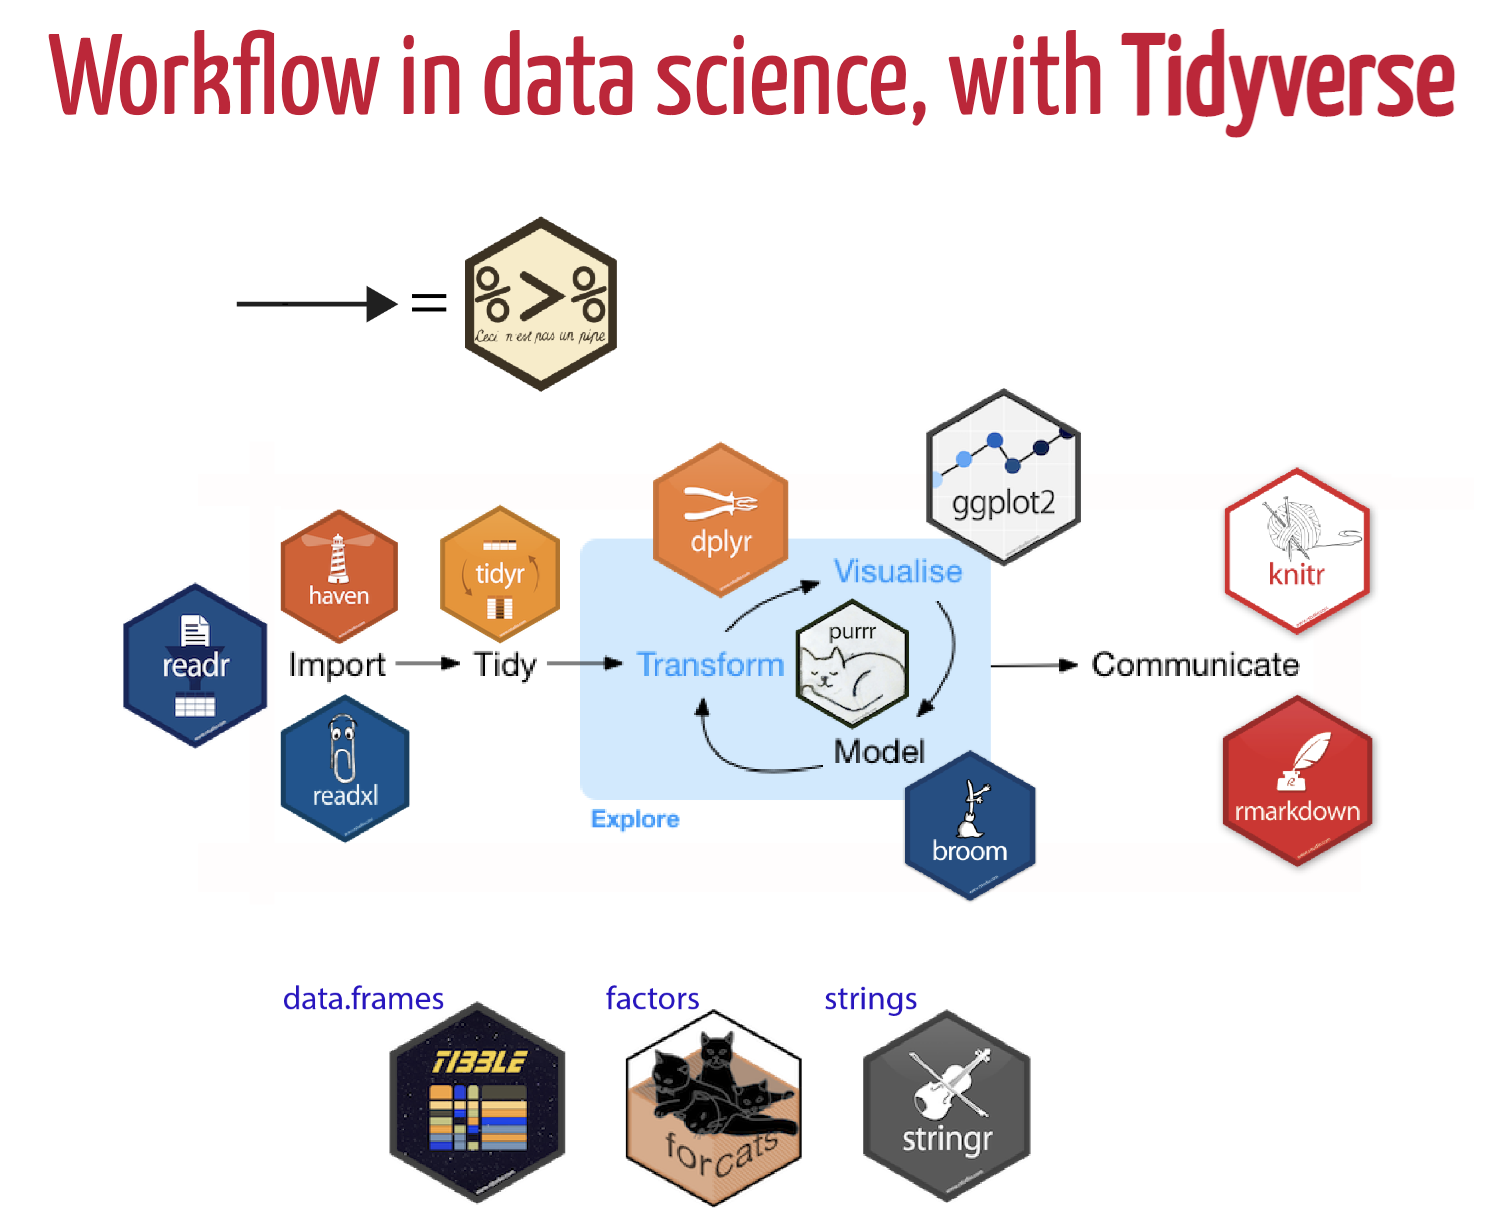 Workflow in data science, with Tidyverse
=
%>%
Ceci n'est pas un pipe
ggplot2
dplyr
knitr
haven
tidyr
Visualise
purrr
readr
Import
Tidy
Transform
Communicate
Model
readxl
rmarkdown
Explore
broom
data.frames
factors
strings
TIBBLE
forcats
stringr